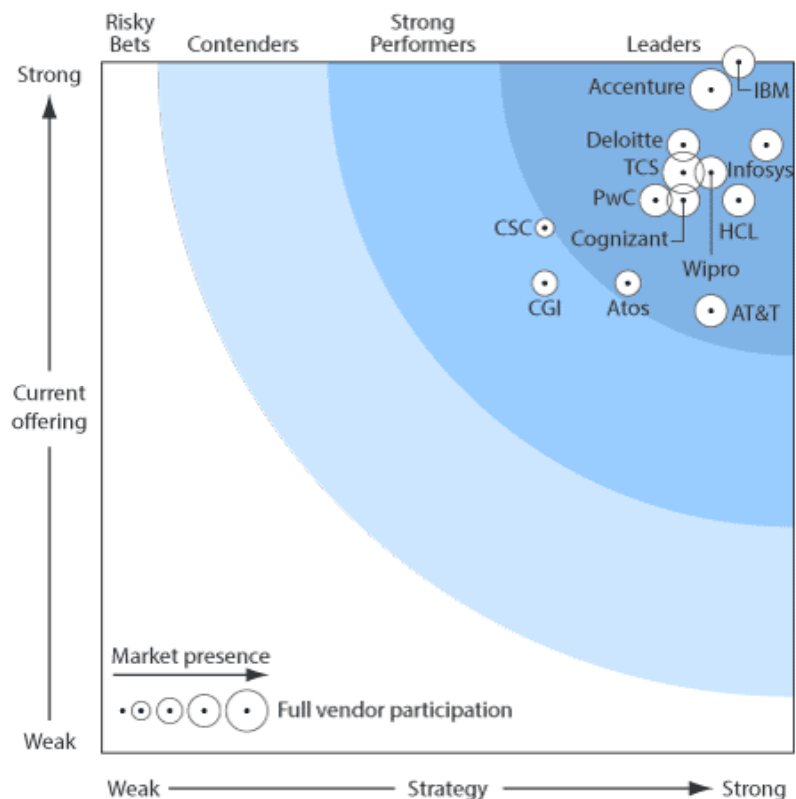 Risky
Bets
Contenders
Strong
Performers
Leaders
Strong
Accenture
IBM
Deloitte
TCS
Infosys
PwC
CSC
Cognizant
HCL
Wipro
CGI
Atos
AT&T
Current
offering
Market presence
Full vendor participation
Weak
Weak
Strategy
Strong